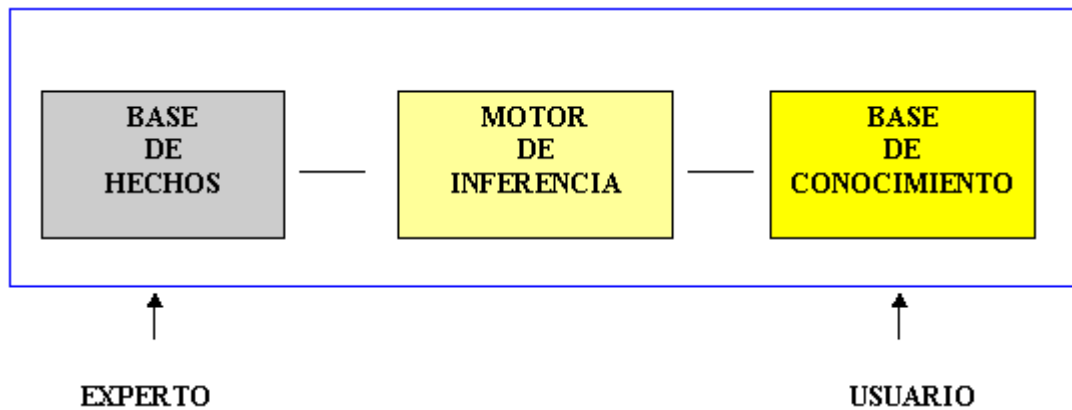 BASE
DE
HECHOS
MOTOR
DE
INFERENCIA
BASE
DE
CONOCIMIENTO
EXPERTO
USUARIO